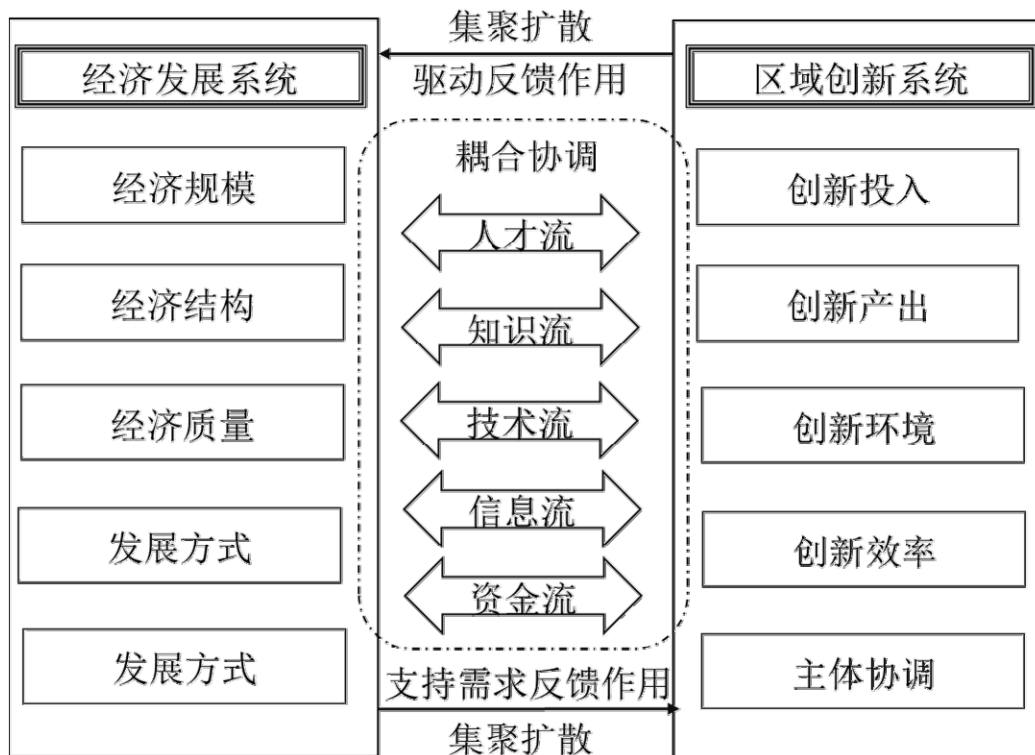 集聚扩散
经济发展系统
驱动反馈作用
区域创新系统
耦合协调
经济规模
创新投入
人才流
经济结构
创新产出
知识流
经济质量
创新环境
技术流
信息流
发展方式
创新效率
资金流
发展方式
主体协调
支持需求反馈作用
集聚扩散